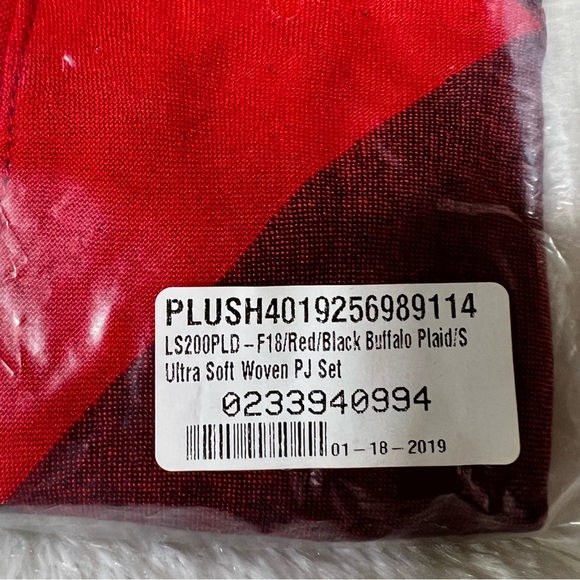 PLUSH4019256989114
LS200PLD-F18/Red/Black Buffalo Plaid/S
Ultra Soft Woven PJ Set
0233940994
01-18-2019